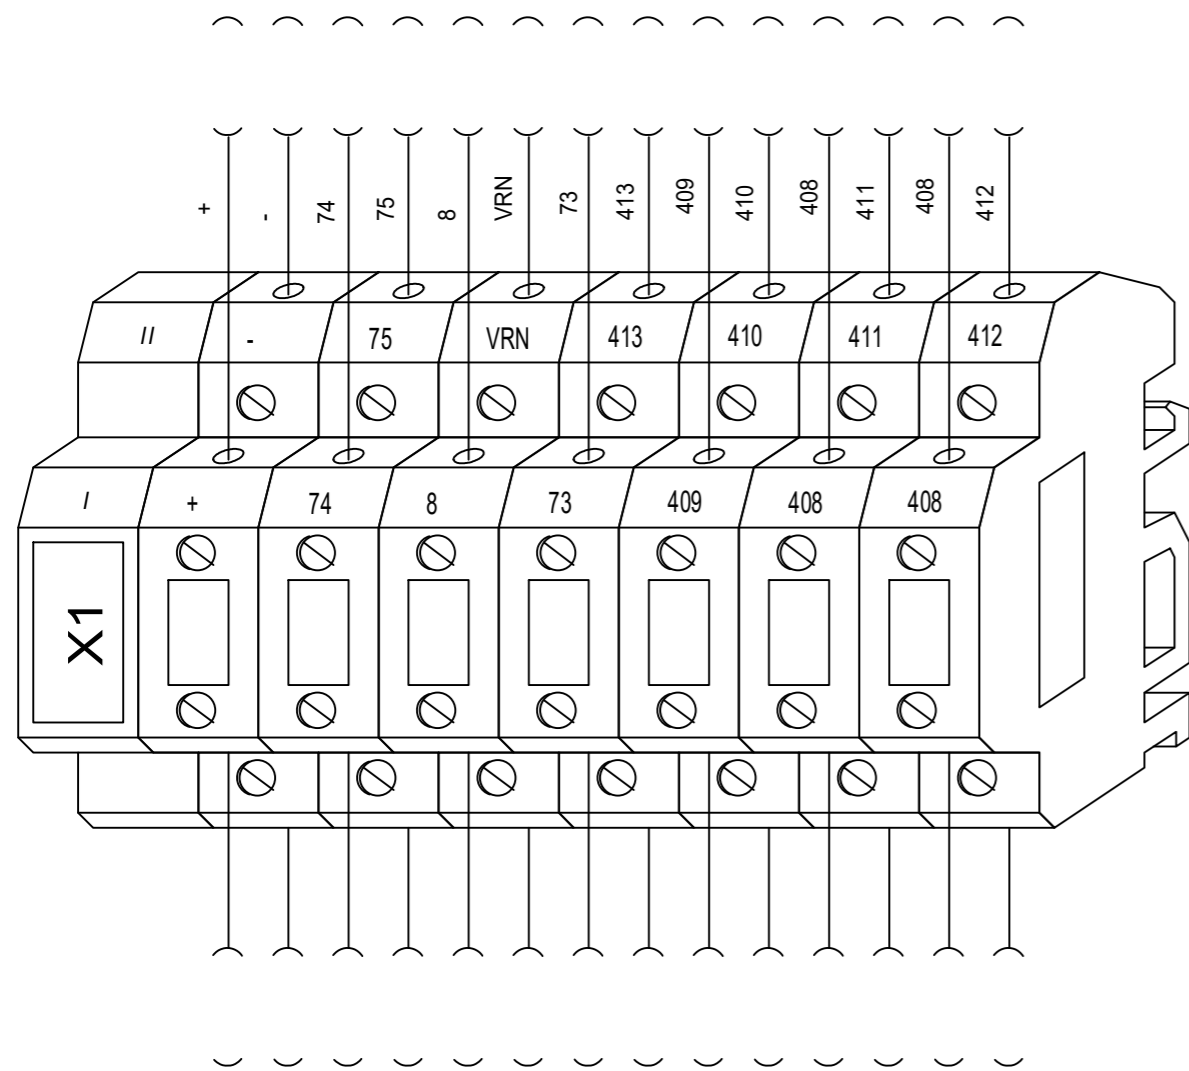 + - 74 75 8 VRN 73 413 409 410 408 411 408 412
II - 75 VRN 413 410 411 412
I + 74 8 73 409 408 408
X1